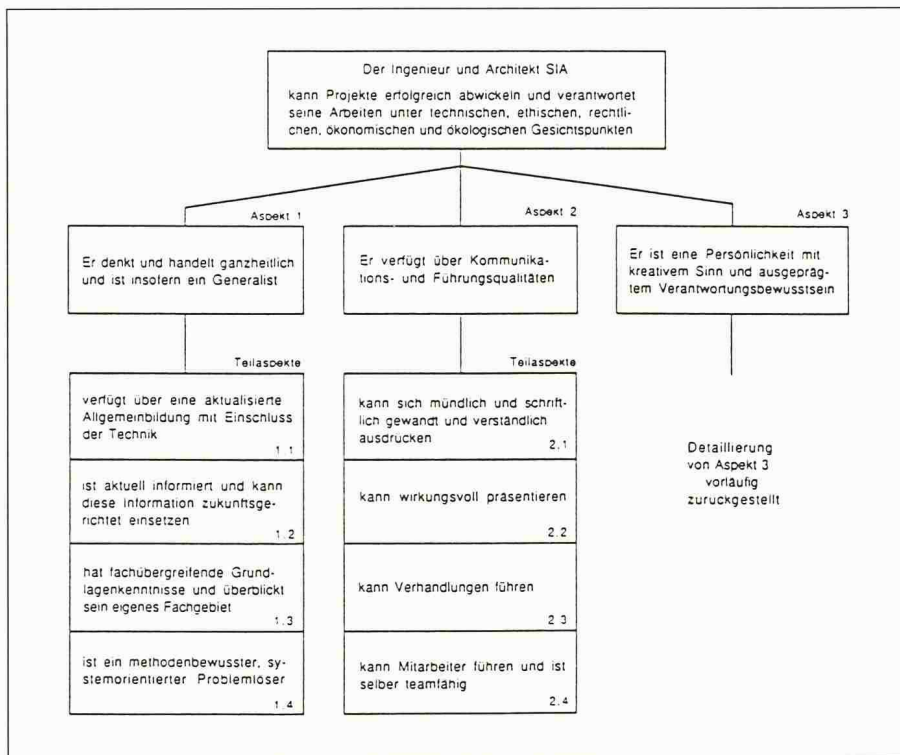 Der Ingenieur und Architekt SIA
kann Projekte erfolgreich abwickeln und verantwortet
seine Arbeiten unter technischen, ethischen, rechtli-
chen, ökonomischen und ökologischen Gesichtspunkten
Aspekt 1
Er denkt und handelt ganzheitlich
und ist insofern ein Generalist
Aspekt 2
Er verfügt über Kommunika-
tions- und Führungsqualitäten
Aspekt 3
Er ist eine Persönlichkeit mit
kreativem Sinn und ausgepräg-
tem Verantwortungsbewusstsein
Teilaspekte
verfügt über eine aktualisierte
Allgemeinbildung mit Einschluss
der Technik
1.1
ist aktuell informiert und kann
diese Information zukunftsge-
richtet einsetzen
1.2
hat fachübergreifende Grund-
lagenkenntnisse und überblickt
sein eigenes Fachgebiet
1.3
ist ein methodenbewusster, sy-
stemorientierter Problemlöser
1.4
Teilaspekte
kann sich mündlich und schrift-
lich gewandt und verständlich
ausdrücken
2.1
kann wirkungsvoll präsentieren
2.2
kann Verhandlungen führen
2.3
kann Mitarbeiter führen und ist
selber teamfähig
2.4
Detaillierung
von Aspekt 3
vorläufig
zurückgestellt